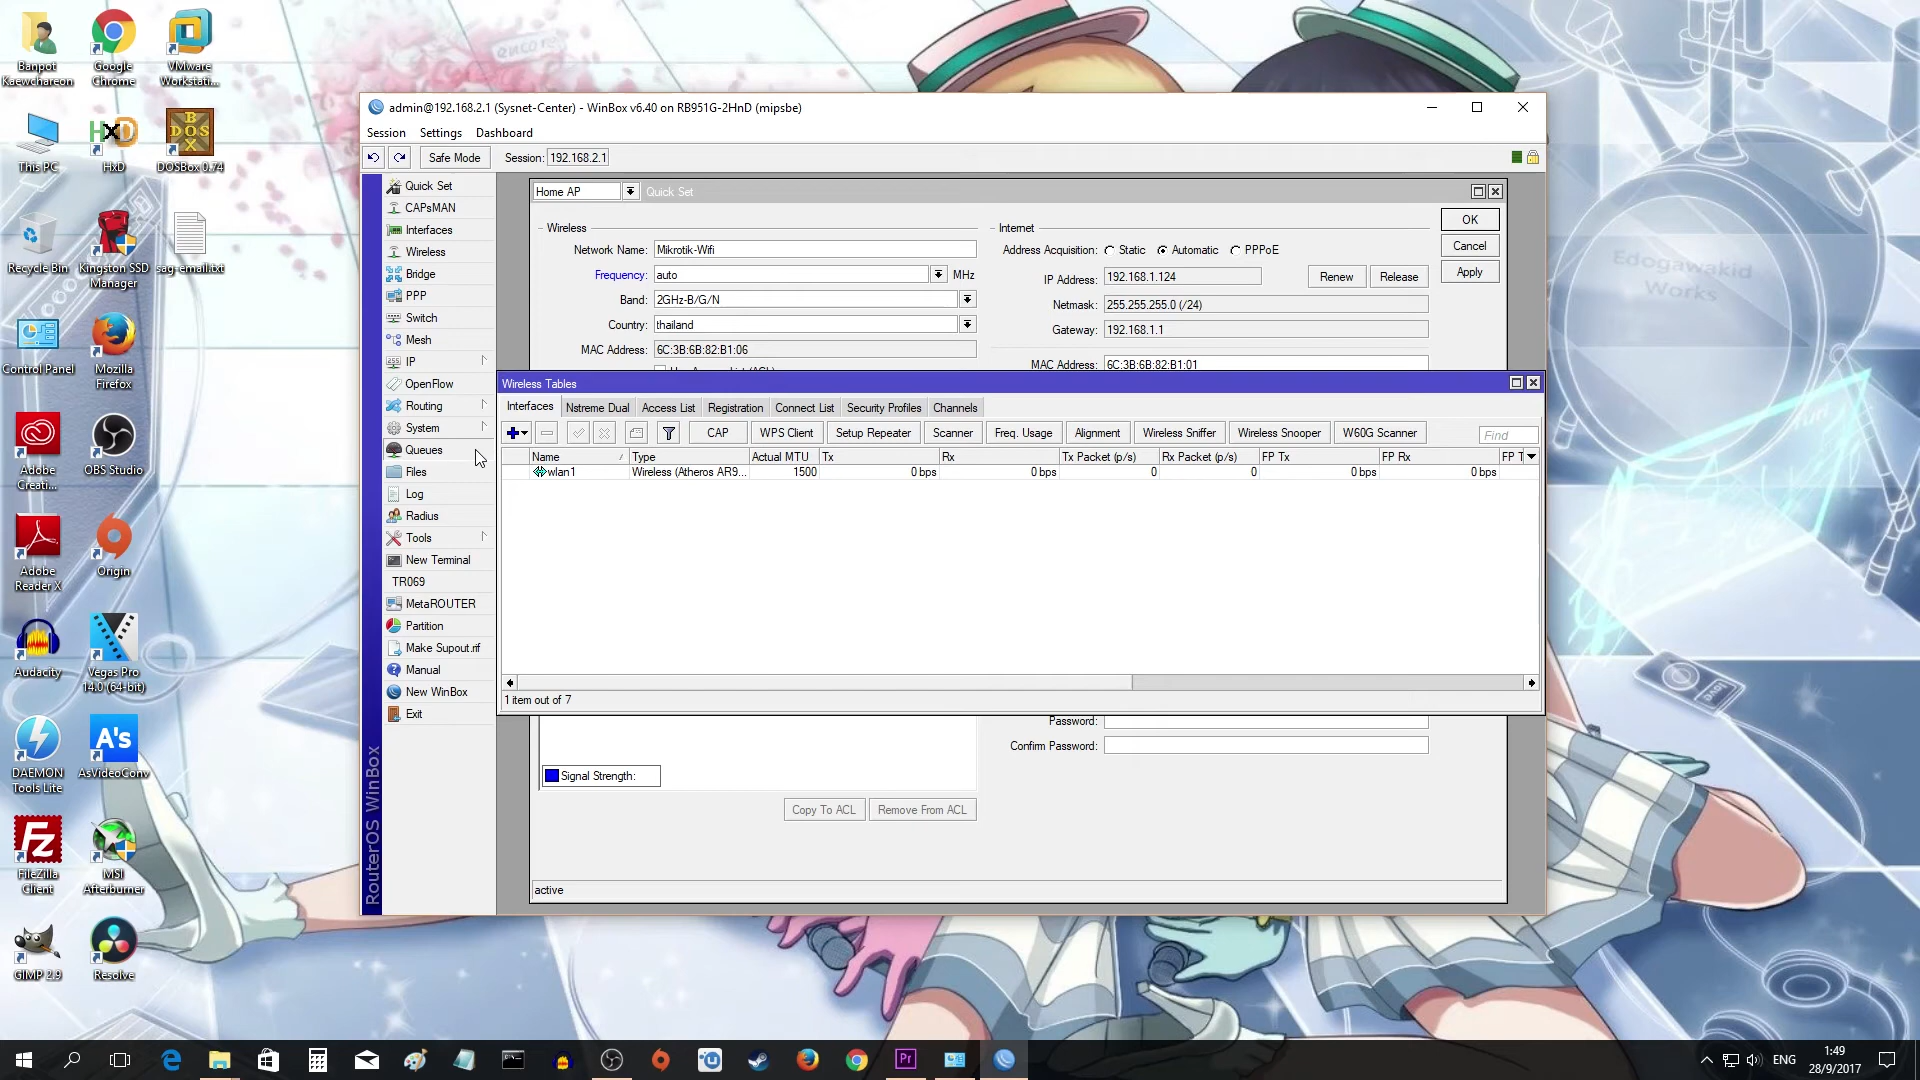 Banpot
Kaewchareon
Google
Chrome
VMware
Workstati...
This PC
HxD
HxD
DOSBox 0.74
Recycle Bin
Kingston SSD
Manager
sag-email.txt
Control Panel
Mozilla
Firefox
Adobe
Creati...
OBS Studio
Adobe
Reader X
Origin
Audacity
Vegas Pro
14.0 (64-bit)
DAEMON
Tools Lite
A's
AsVideoConv
FileZilla
Client
MSI
Afterburner
GIMP 2.9
Resolve
encore
Edogawakid
Works
admin@192.168.2.1 (Sysnet-Center) - WinBox v6.40 on RB951G-2HnD (mipsbe)
Session Settings Dashboard
Safe Mode Session: 192.168.2.1
Quick Set
CAPsMAN
Interfaces
Wireless
Bridge
PPP
Switch
Mesh
IP
OpenFlow
Routing
System
Queues
Files
Log
Radius
Tools
New Terminal
TR069
MetaROUTER
Partition
Make Supout.rif
Manual
New WinBox
Exit
RouterOS WinBox
Home AP Quick Set
Wireless
Network Name: Mikrotik-Wifi
Frequency: auto MHz
Band: 2GHz-B/G/N
Country: thailand
MAC Address: 6C:3B:6B:82:B1:06
Internet
Address Acquisition: Static Automatic PPPoE
IP Address: 192.168.1.124 Renew Release
Netmask: 255.255.255.0 (/24)
Gateway: 192.168.1.1
MAC Address: 6C:3B:6B:82:B1:01
OK
Cancel
Apply
Wireless Tables
Interfaces Nstreme Dual Access List Registration Connect List Security Profiles Channels
CAP WPS Client Setup Repeater Scanner Freq. Usage Alignment Wireless Sniffer Wireless Snooper W60G Scanner Find
Name Type Actual MTU Tx Rx Tx Packet (p/s) Rx Packet (p/s) FP Tx FP Rx FP T
wlan1 Wireless (Atheros AR9... 1500 0 bps 0 bps 0 0 0 bps 0 bps
1 item out of 7
Password:
Confirm Password:
Signal Strength:
Copy To ACL Remove From ACL
active
Pr
ENG
1:49
28/9/2017